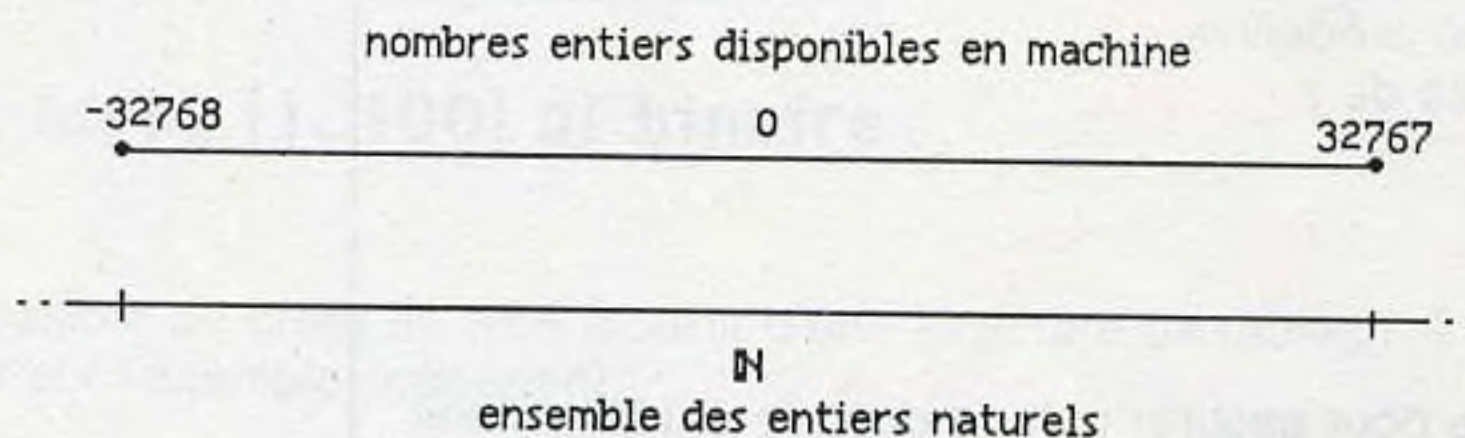 nombres entiers disponibles en machine
-32768 0 32767
ℕ
ensemble des entiers naturels